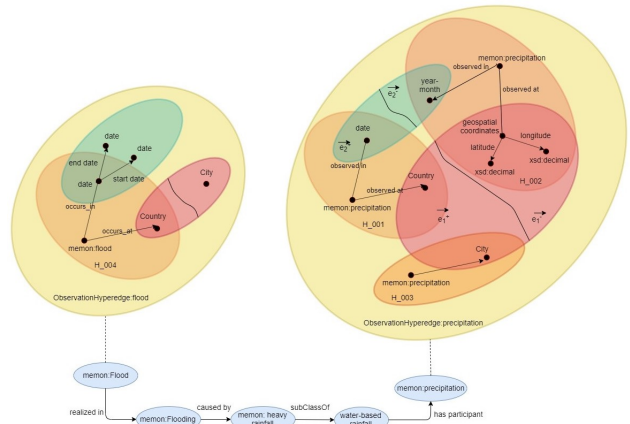 date
date
end date
date
start date
City
occurs_in
Country
occurs_at
memon:flood
H_004
ObservationHyperedge:flood
memon:precipitation
observed in
year-
month
e2-
observed at
date
e2
geospatial
coordinates
longitude
latitude
xsd:decimal
xsd:decimal
observed in
Country
H_002
observed at
memon:precipitation
H_001
e1+
e1
City
memon:precipitation
H_003
ObservationHyperedge:precipitation
memon:Flood
memon:precipitation
realized in
caused by
subClassOf
has participant
memon:Flooding
memon: heavy
rainfall
water-based
rainfall